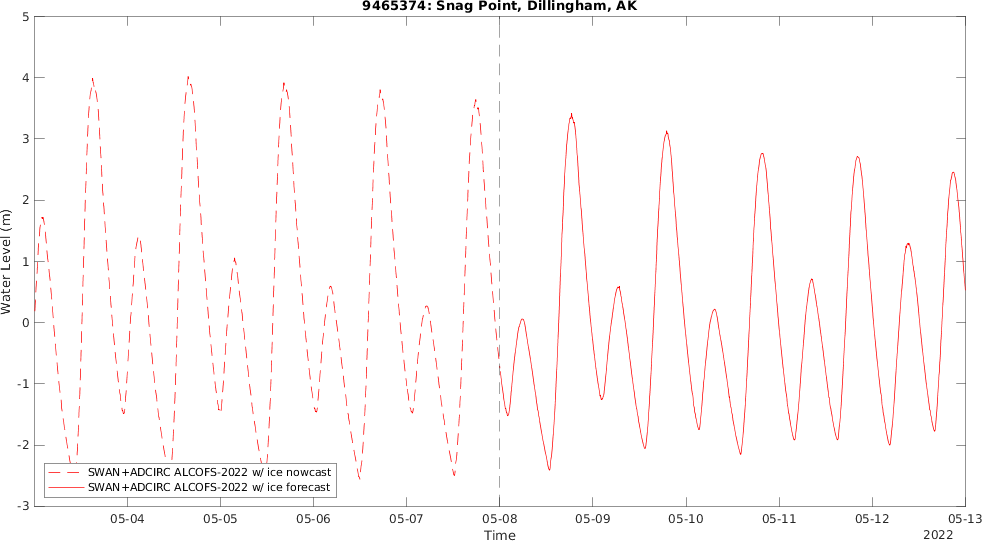 9465374: Snag Point, Dillingham, AK
5
4
3
2
1
0
-1
-2
-3
Water Level (m)
SWAN+ADCIRC ALCOFS-2022 w/ ice nowcast
SWAN+ADCIRC ALCOFS-2022 w/ ice forecast
05-04 05-05 05-06 05-07 05-08 05-09 05-10 05-11 05-12 05-13
Time
2022